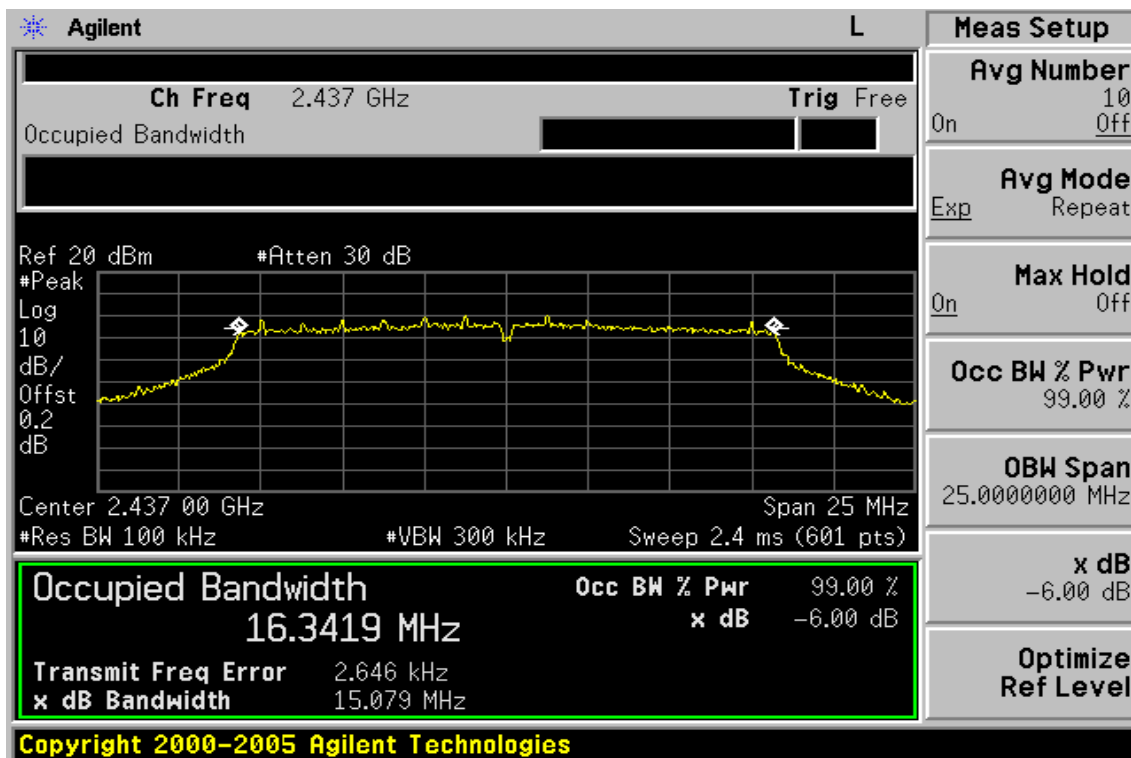 Agilent L
Ch Freq 2.437 GHz Trig Free
Occupied Bandwidth
Ref 20 dBm #Atten 30 dB
#Peak
Log
10
dB/
Offst
0.2
dB
Center 2.437 00 GHz Span 25 MHz
#Res BW 100 kHz #VBW 300 kHz Sweep 2.4 ms (601 pts)
Occupied Bandwidth Occ BW % Pwr 99.00 %
16.3419 MHz x dB -6.00 dB
Transmit Freq Error 2.646 kHz
x dB Bandwidth 15.079 MHz
Copyright 2000-2005 Agilent Technologies
Meas Setup
Avg Number
10
On Off
Avg Mode
Exp Repeat
Max Hold
On Off
Occ BW % Pwr
99.00 %
OBW Span
25.0000000 MHz
x dB
-6.00 dB
Optimize
Ref Level